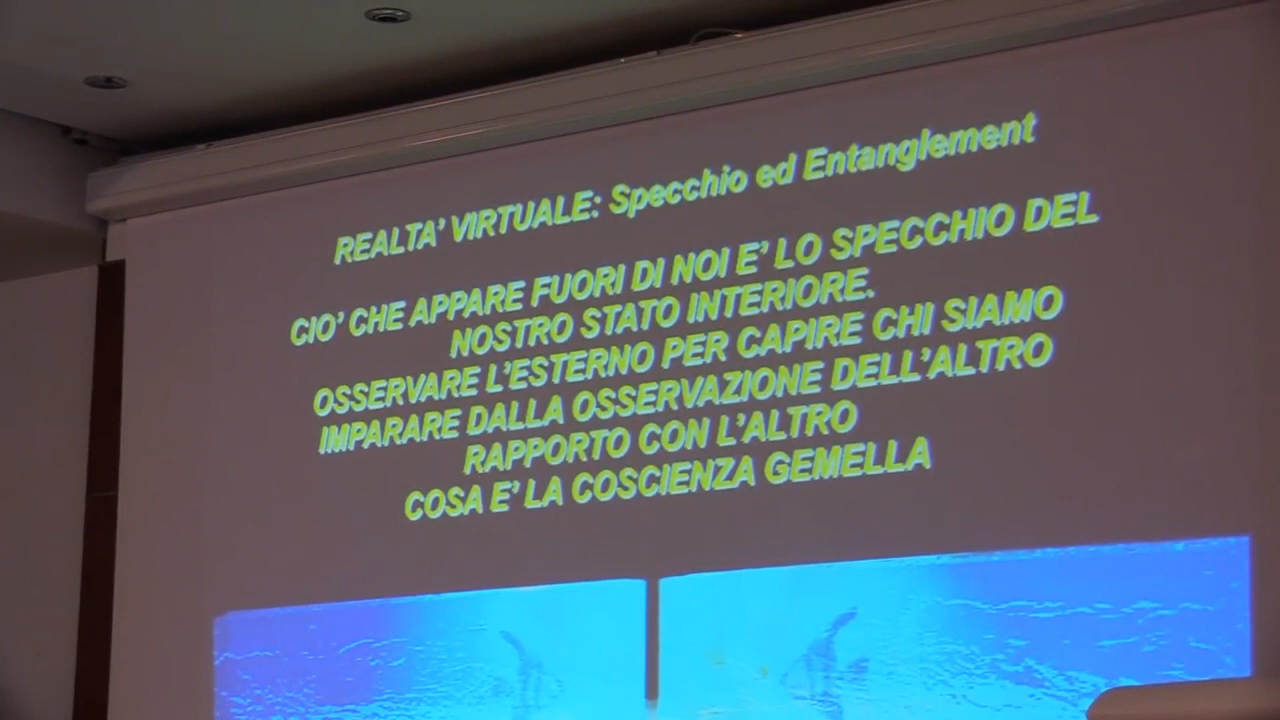 REALTA' VIRTUALE: Specchio ed Entanglement
CIO' CHE APPARE FUORI DI NOI E' LO SPECCHIO DEL
NOSTRO STATO INTERIORE.
OSSERVARE L'ESTERNO PER CAPIRE CHI SIAMO
IMPARARE DALLA OSSERVAZIONE DELL'ALTRO
RAPPORTO CON L'ALTRO
COSA E' LA COSCIENZA GEMELLA